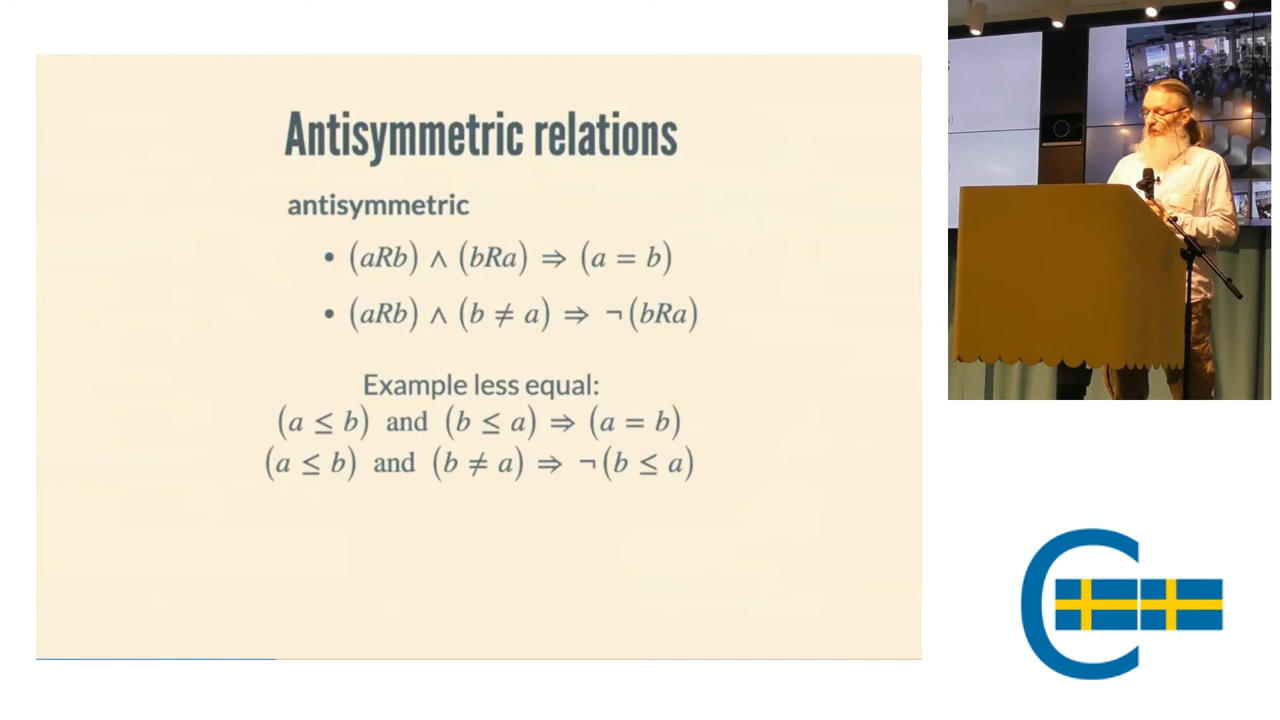 Antisymmetric relations
antisymmetric
• (aRb) ∧ (bRa) ⇒ (a = b)
• (aRb) ∧ (b ≠ a) ⇒ ¬(bRa)
Example less equal:
(a ≤ b) and (b ≤ a) ⇒ (a = b)
(a ≤ b) and (b ≠ a) ⇒ ¬(b ≤ a)
C